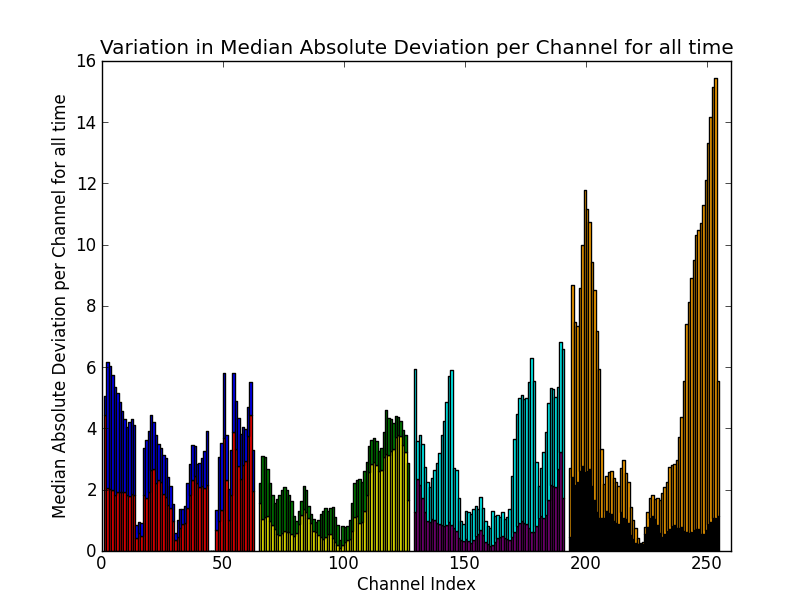 Variation in Median Absolute Deviation per Channel for all time
Median Absolute Deviation per Channel for all time
16
14
12
10
8
6
4
2
0
0 50 100 150 200 250
Channel Index